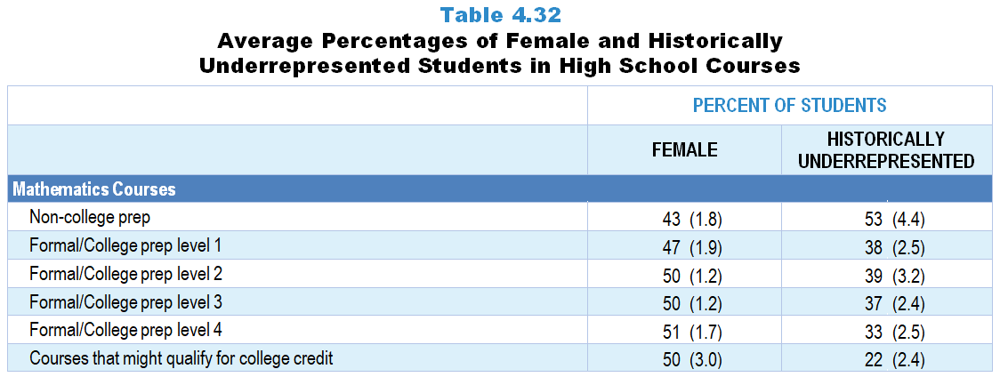 Table 4.32
Average Percentages of Female and Historically
Underrepresented Students in High School Courses
PERCENT OF STUDENTS
FEMALE
HISTORICALLY
UNDERREPRESENTED
Mathematics Courses
Non-college prep 43 (1.8) 53 (4.4)
Formal/College prep level 1 47 (1.9) 38 (2.5)
Formal/College prep level 2 50 (1.2) 39 (3.2)
Formal/College prep level 3 50 (1.2) 37 (2.4)
Formal/College prep level 4 51 (1.7) 33 (2.5)
Courses that might qualify for college credit 50 (3.0) 22 (2.4)